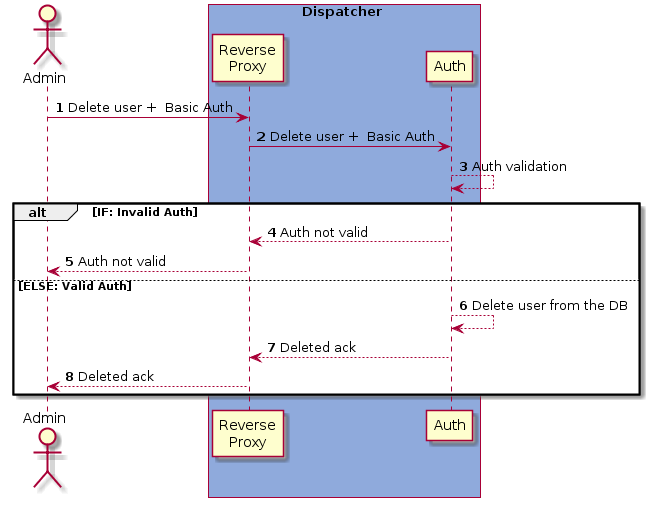 Dispatcher
Admin
Reverse
Proxy
Auth
1 Delete user + Basic Auth
2 Delete user + Basic Auth
3 Auth validation
alt [IF: Invalid Auth]
4 Auth not valid
5 Auth not valid
[ELSE: Valid Auth]
6 Delete user from the DB
7 Deleted ack
8 Deleted ack
Admin
Reverse
Proxy
Auth